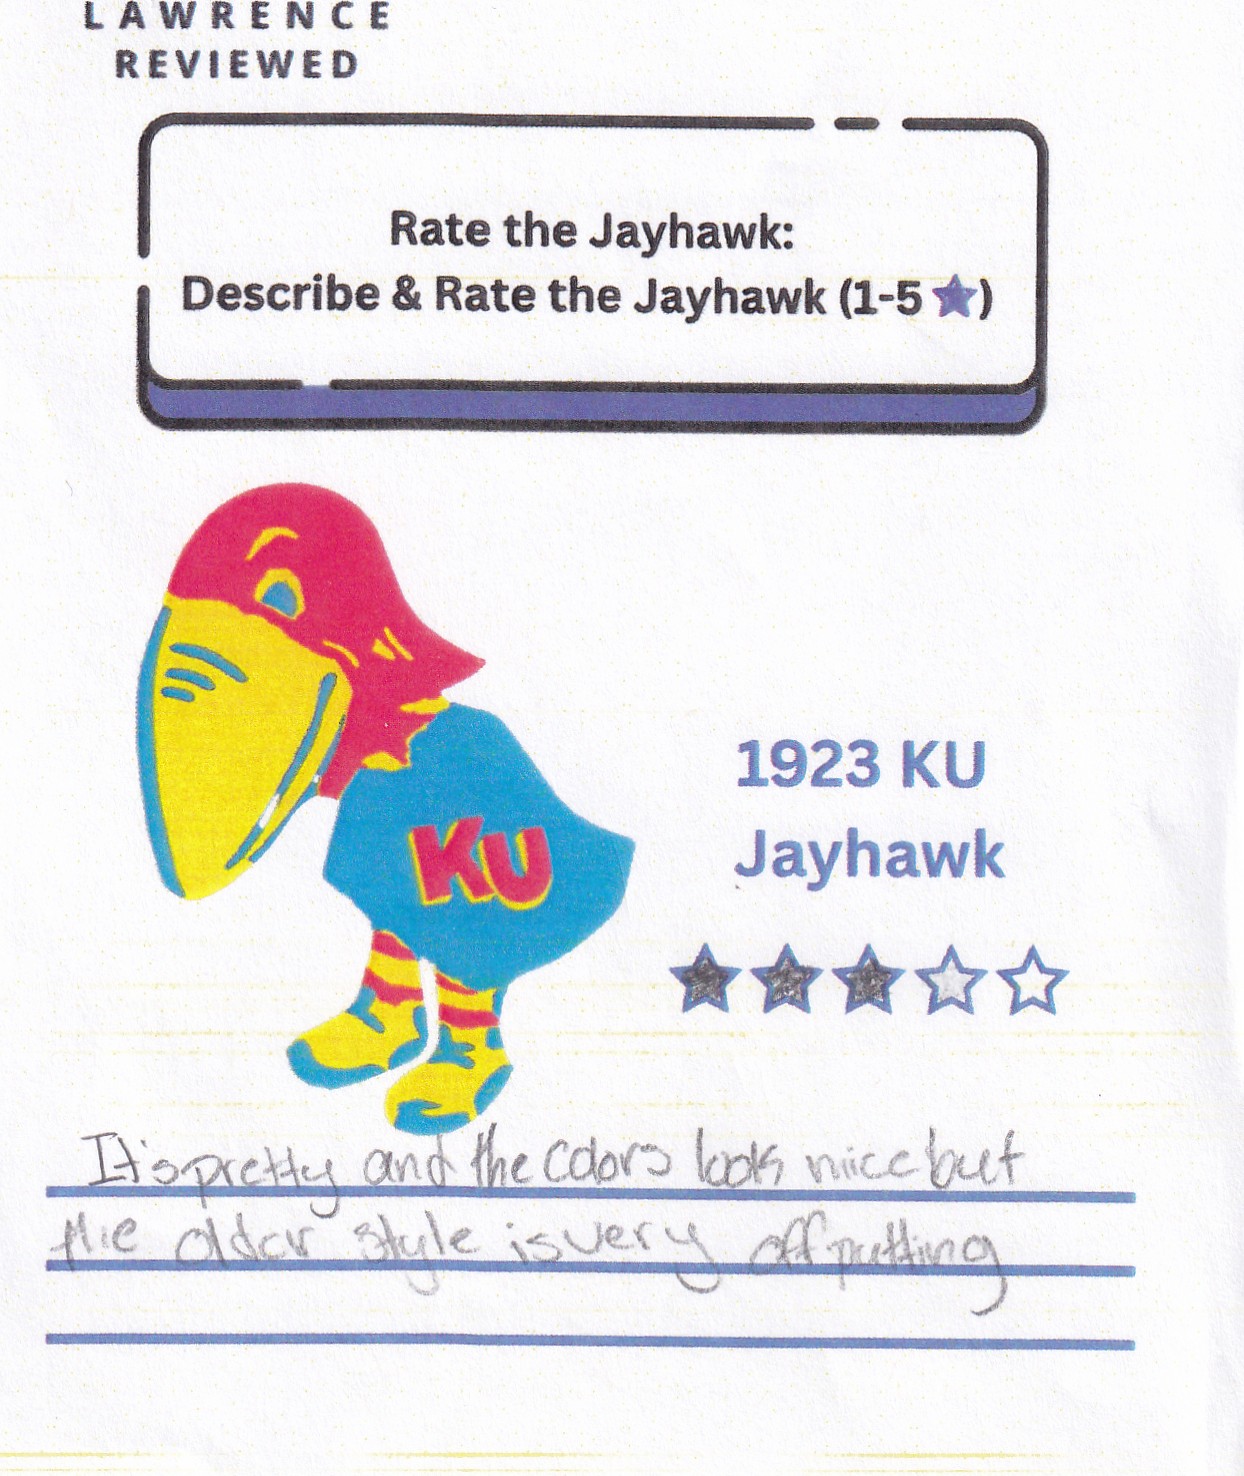 LAWRENCE
REVIEWED
Rate the Jayhawk:
Describe & Rate the Jayhawk (1-5 ★)
KU
1923 KU
Jayhawk
It's pretty and the colors look nice but
the older style is very off putting